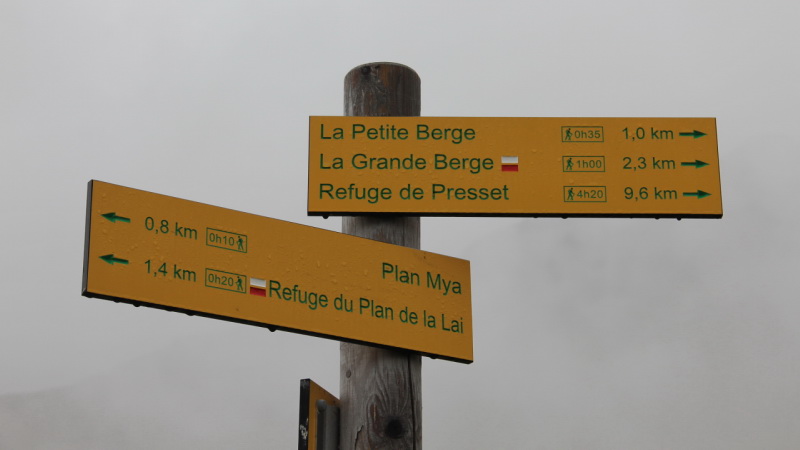 La Petite Berge 0h35 1,0 km
La Grande Berge 1h00 2,3 km
Refuge de Presset 4h20 9,6 km
0,8 km 0h10 Plan Mya
1,4 km 0h20 Refuge du Plan de la Lai